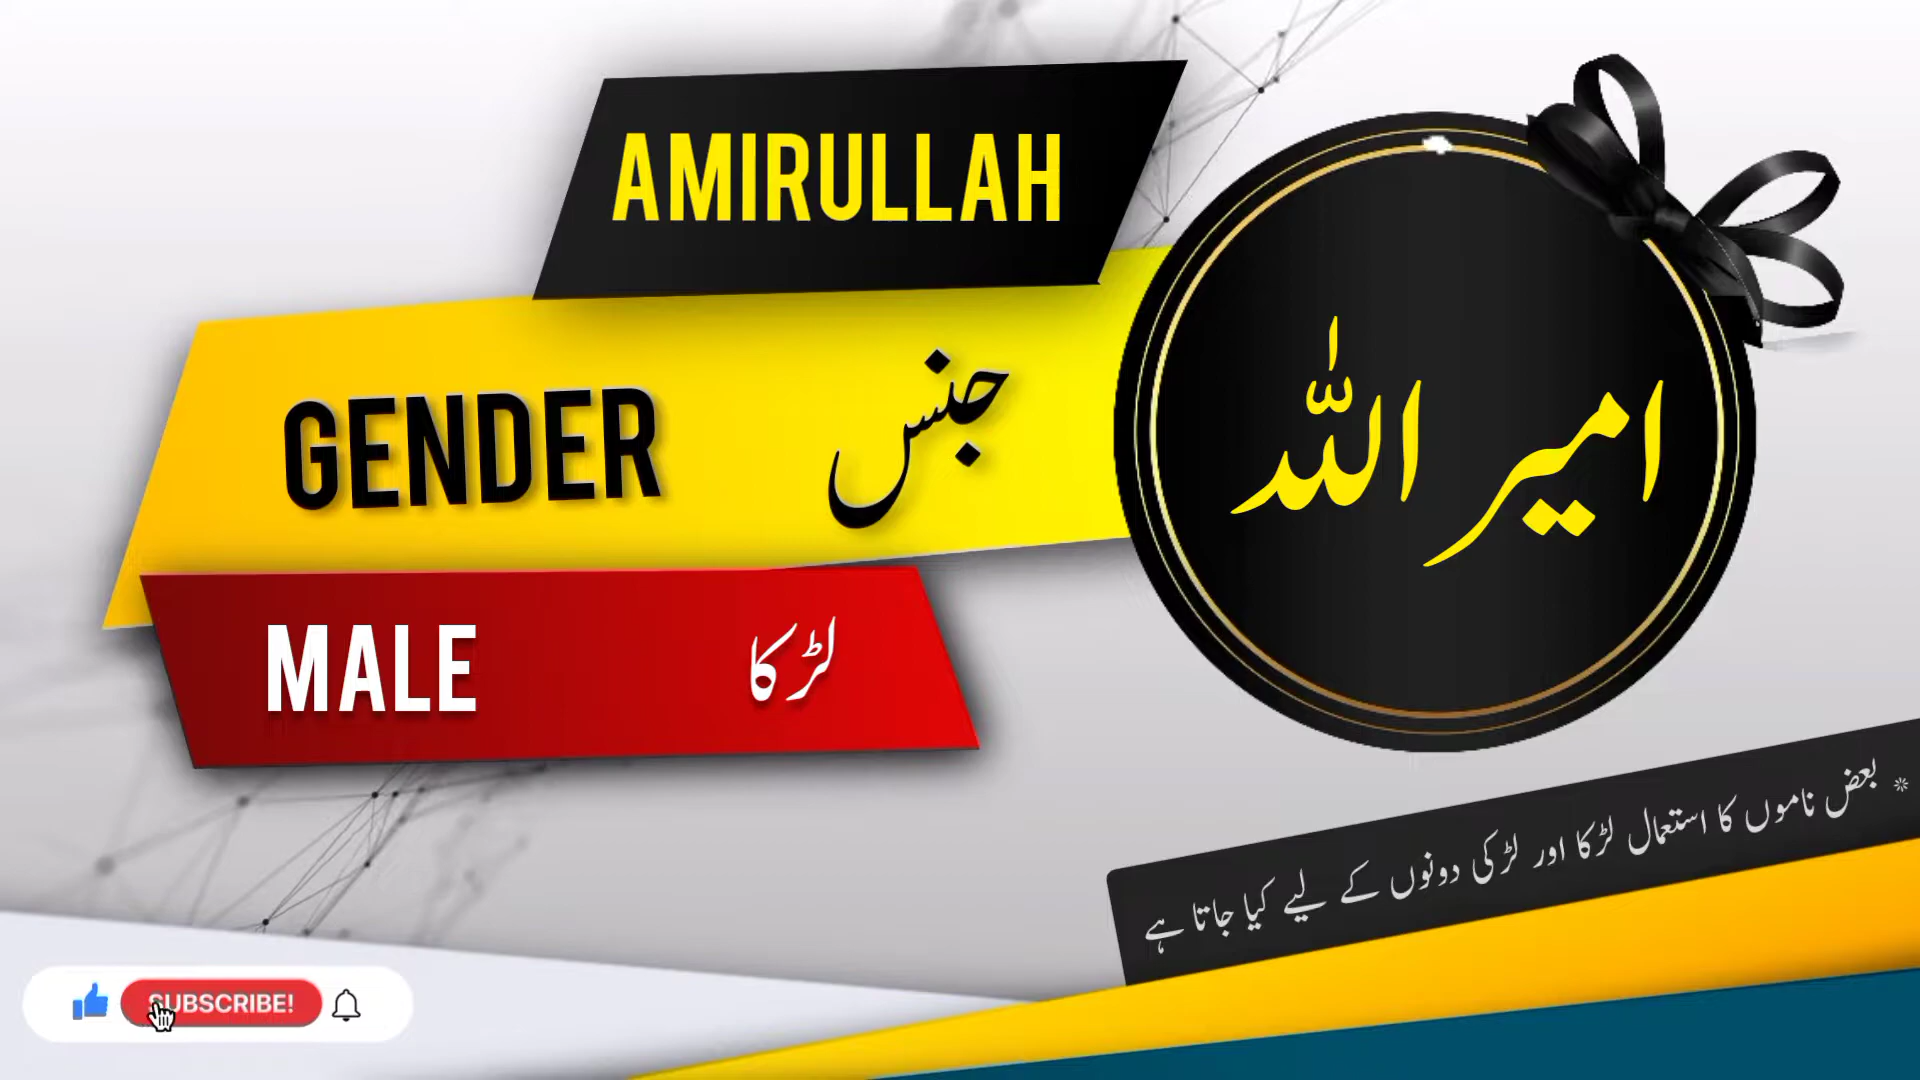 AMIRULLAH
امیر اللہ
GENDER جنس
MALE لڑکا
* بعض ناموں کا استعمال لڑکا اور لڑکی دونوں کے لیے کیا جاتا ہے
SUBSCRIBE!